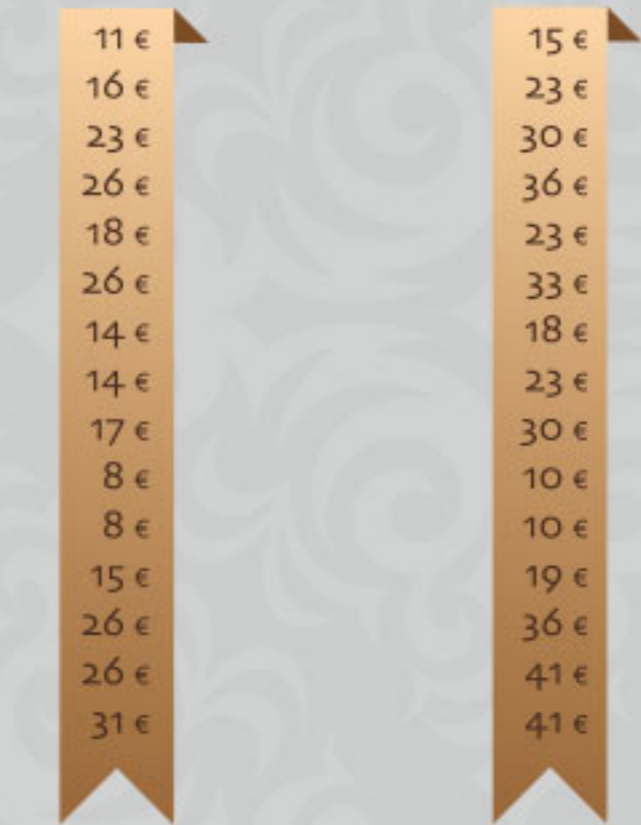 11 € 15 €
16 € 23 €
23 € 30 €
26 € 36 €
18 € 23 €
26 € 33 €
14 € 18 €
14 € 23 €
17 € 30 €
8 € 10 €
8 € 10 €
15 € 19 €
26 € 36 €
26 € 41 €
31 € 41 €